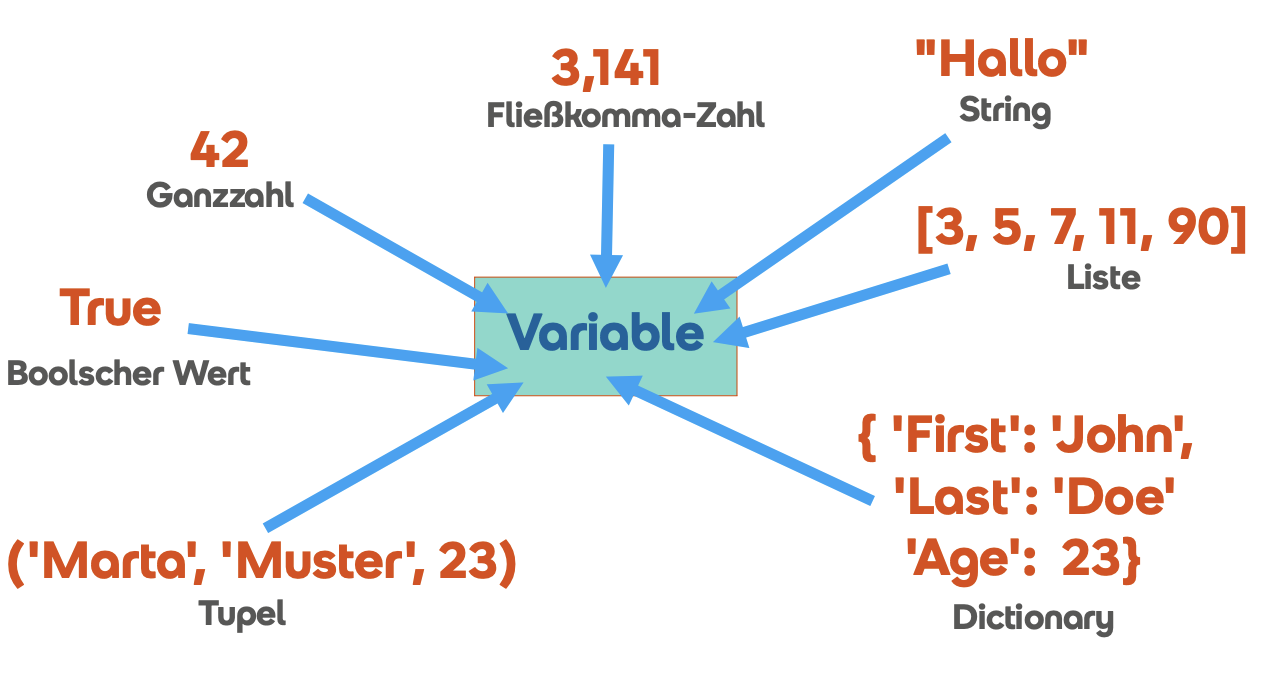 3,141
Fließkomma-Zahl
"Hallo"
String
42
Ganzzahl
[3, 5, 7, 11, 90]
Liste
True
Boolscher Wert
Variable
{ 'First': 'John',
'Last': 'Doe'
'Age':  23}
Dictionary
('Marta', 'Muster', 23)
Tupel